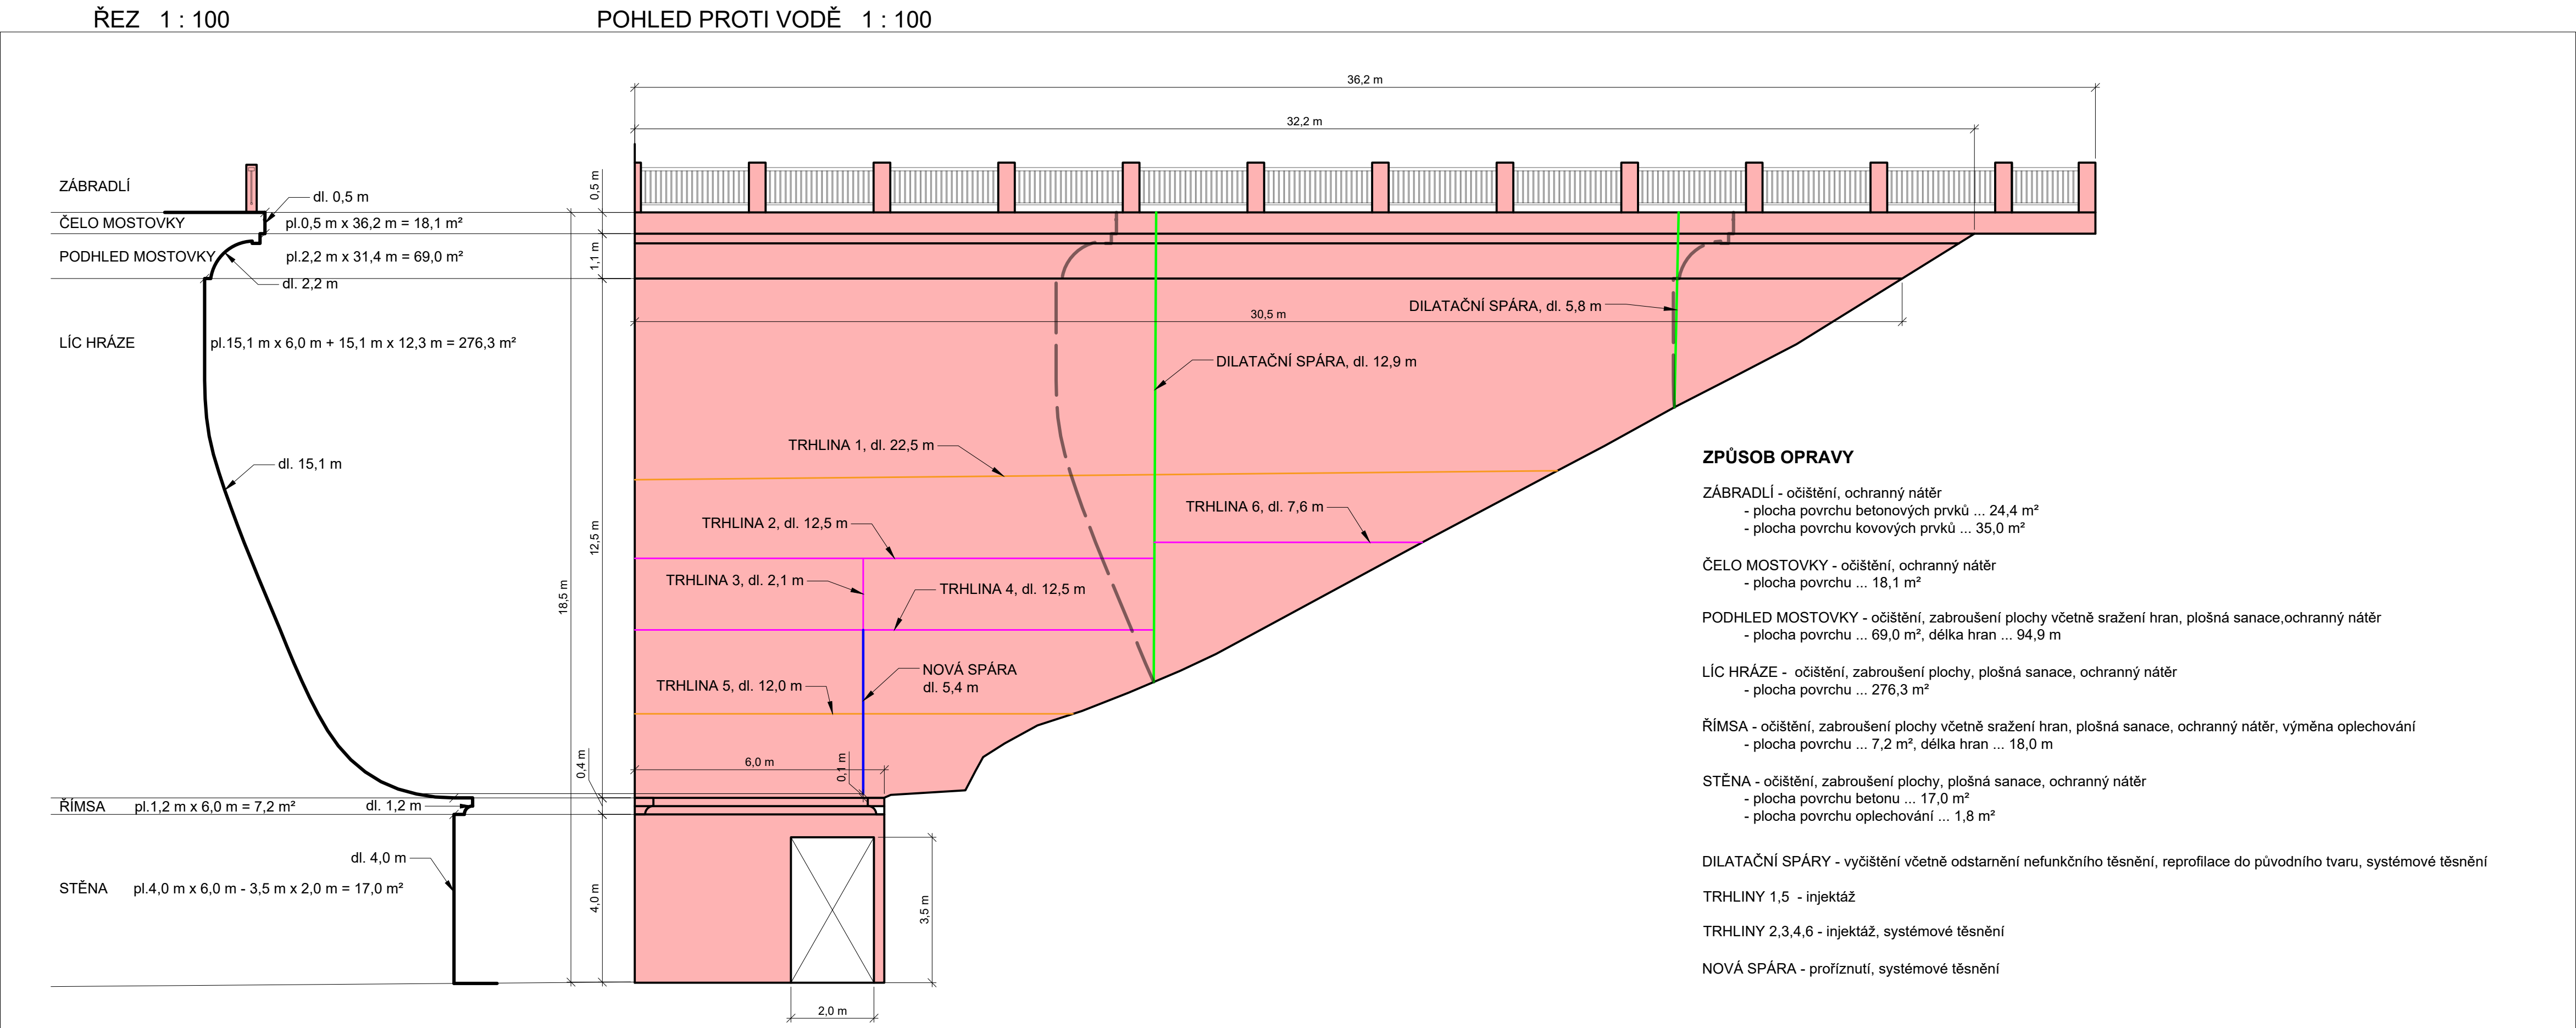 ŘEZ 1 : 100
POHLED PROTI VODĚ 1 : 100
36,2 m
32,2 m
ZÁBRADLÍ
dl. 0,5 m
0,5 m
ČELO MOSTOVKY
pl.0,5 m x 36,2 m = 18,1 m²
PODHLED MOSTOVKY
pl.2,2 m x 31,4 m = 69,0 m²
1,1 m
dl. 2,2 m
DILATAČNÍ SPÁRA, dl. 5,8 m
30,5 m
LÍC HRÁZE
pl.15,1 m x 6,0 m + 15,1 m x 12,3 m = 276,3 m²
DILATAČNÍ SPÁRA, dl. 12,9 m
TRHLINA 1, dl. 22,5 m
dl. 15,1 m
TRHLINA 6, dl. 7,6 m
TRHLINA 2, dl. 12,5 m
12,5 m
TRHLINA 3, dl. 2,1 m
TRHLINA 4, dl. 12,5 m
18,5 m
NOVÁ SPÁRA
dl. 5,4 m
TRHLINA 5, dl. 12,0 m
0,4 m
6,0 m
0,1 m
ŘÍMSA
pl.1,2 m x 6,0 m = 7,2 m²
dl. 1,2 m
dl. 4,0 m
STĚNA
pl.4,0 m x 6,0 m - 3,5 m x 2,0 m = 17,0 m²
4,0 m
3,5 m
2,0 m
ZPŮSOB OPRAVY
ZÁBRADLÍ - očištění, ochranný nátěr
- plocha povrchu betonových prvků ... 24,4 m²
- plocha povrchu kovových prvků ... 35,0 m²
ČELO MOSTOVKY - očištění, ochranný nátěr
- plocha povrchu ... 18,1 m²
PODHLED MOSTOVKY - očištění, zabroušení plochy včetně sražení hran, plošná sanace,ochranný nátěr
- plocha povrchu ... 69,0 m², délka hran ... 94,9 m
LÍC HRÁZE - očištění, zabroušení plochy, plošná sanace, ochranný nátěr
- plocha povrchu ... 276,3 m²
ŘÍMSA - očištění, zabroušení plochy včetně sražení hran, plošná sanace, ochranný nátěr, výměna oplechování
- plocha povrchu ... 7,2 m², délka hran ... 18,0 m
STĚNA - očištění, zabroušení plochy, plošná sanace, ochranný nátěr
- plocha povrchu betonu ... 17,0 m²
- plocha povrchu oplechování ... 1,8 m²
DILATAČNÍ SPÁRY - vyčištění včetně odstarnění nefunkčního těsnění, reprofilace do původního tvaru, systémové těsnění
TRHLINY 1,5 - injektáž
TRHLINY 2,3,4,6 - injektáž, systémové těsnění
NOVÁ SPÁRA - proříznutí, systémové těsnění